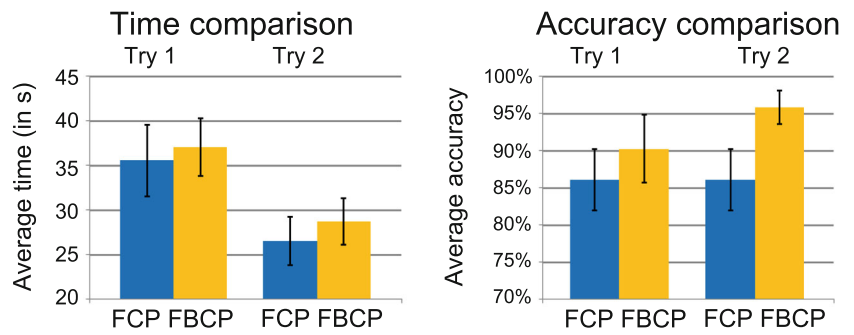 Time comparison
Try 1 Try 2
Average time (in s)
45
40
35
30
25
20
FCP FBCP FCP FBCP
Accuracy comparison
Try 1 Try 2
Average accuracy
100%
95%
90%
85%
80%
75%
70%
FCP FBCP FCP FBCP